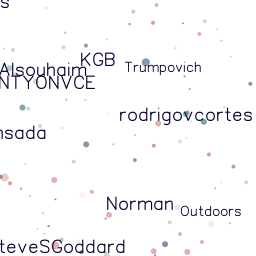 s
KGB
Alsouhaim
Trumpovich
NTYONVCE
rodrigovcortes
nsada
Norman
Outdoors
teveSGoddard